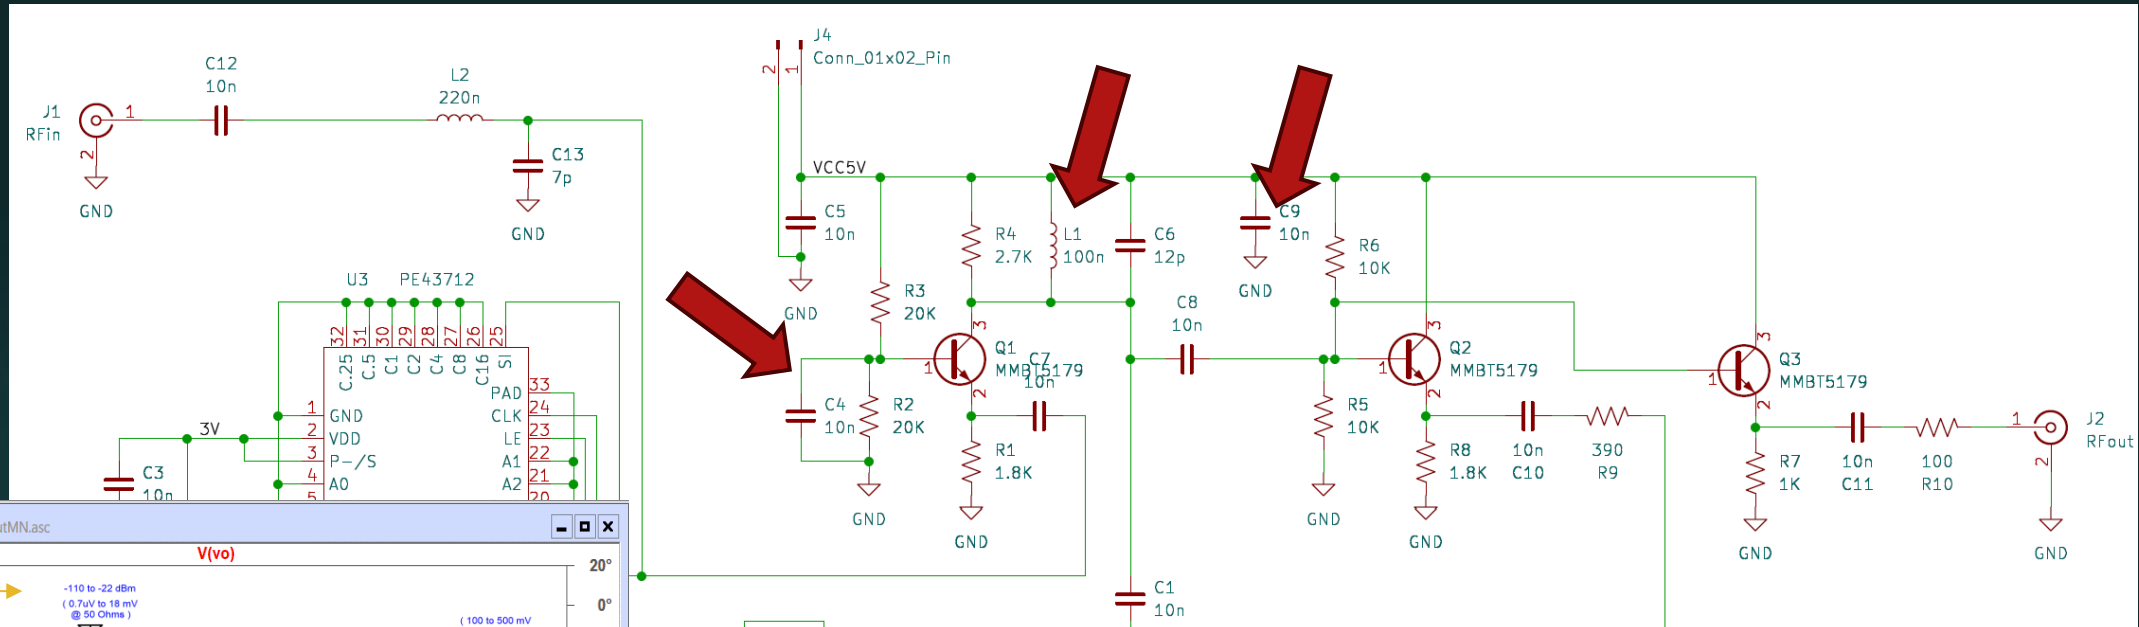 J4
Conn_01x02_Pin
2
1
C12
10n
L2
220n
J1
RFin
1
2
GND
C13
7p
GND
VCC5V
C5
10n
GND
R4
2.7K
L1
100n
C6
12p
C9
10n
GND
R6
10K
R3
20K
C8
10n
U3
PE43712
32
31
30
29
28
27
26
25
C.25
C.5
C1
C2
C4
C8
C16
SI
PAD
33
CLK
24
LE
23
A1
22
A2
21
20
1
GND
2
VDD
3
P-/S
4
A0
5
3V
C3
10n
C4
10n
R2
20K
GND
3
Q1
MMBT5179
1
2
C7
10n
R1
1.8K
GND
R5
10K
GND
3
Q2
MMBT5179
1
2
R8
1.8K
GND
10n
C10
390
R9
3
Q3
MMBT5179
1
2
R7
1K
GND
10n
C11
100
R10
1
J2
RFout
2
GND
C1
10n
utMN.asc
V(vo)
20°
0°
-110 to -22 dBm
( 0.7uV to 18 mV
@ 50 Ohms )
( 100 to 500 mV